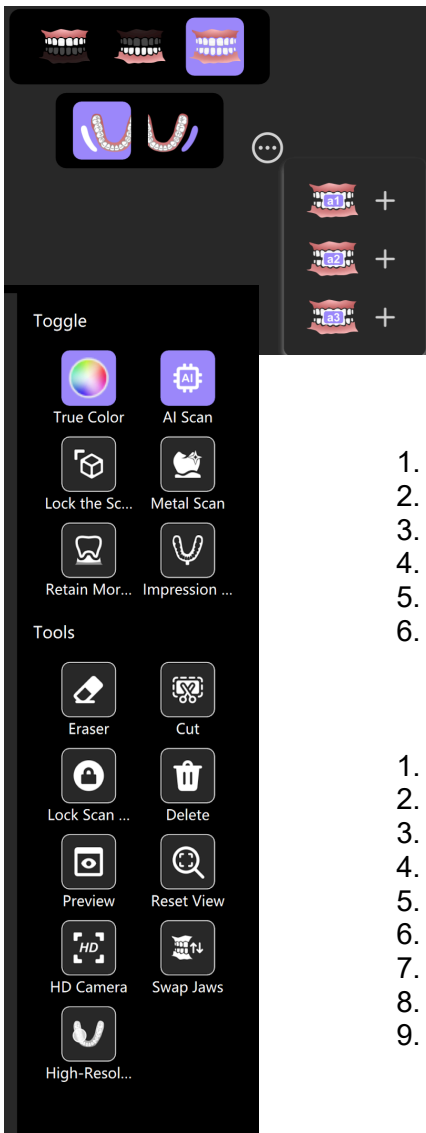 a1 +
a2 +
a3 +
Toggle
True Color AI Scan
Lock the Sc... Metal Scan
Retain Mor... Impression ...
Tools
Eraser Cut
Lock Scan ... Delete
Preview Reset View
HD
HD Camera Swap Jaws
High-Resol...
1.
2.
3.
4.
5.
6.
1.
2.
3.
4.
5.
6.
7.
8.
9.